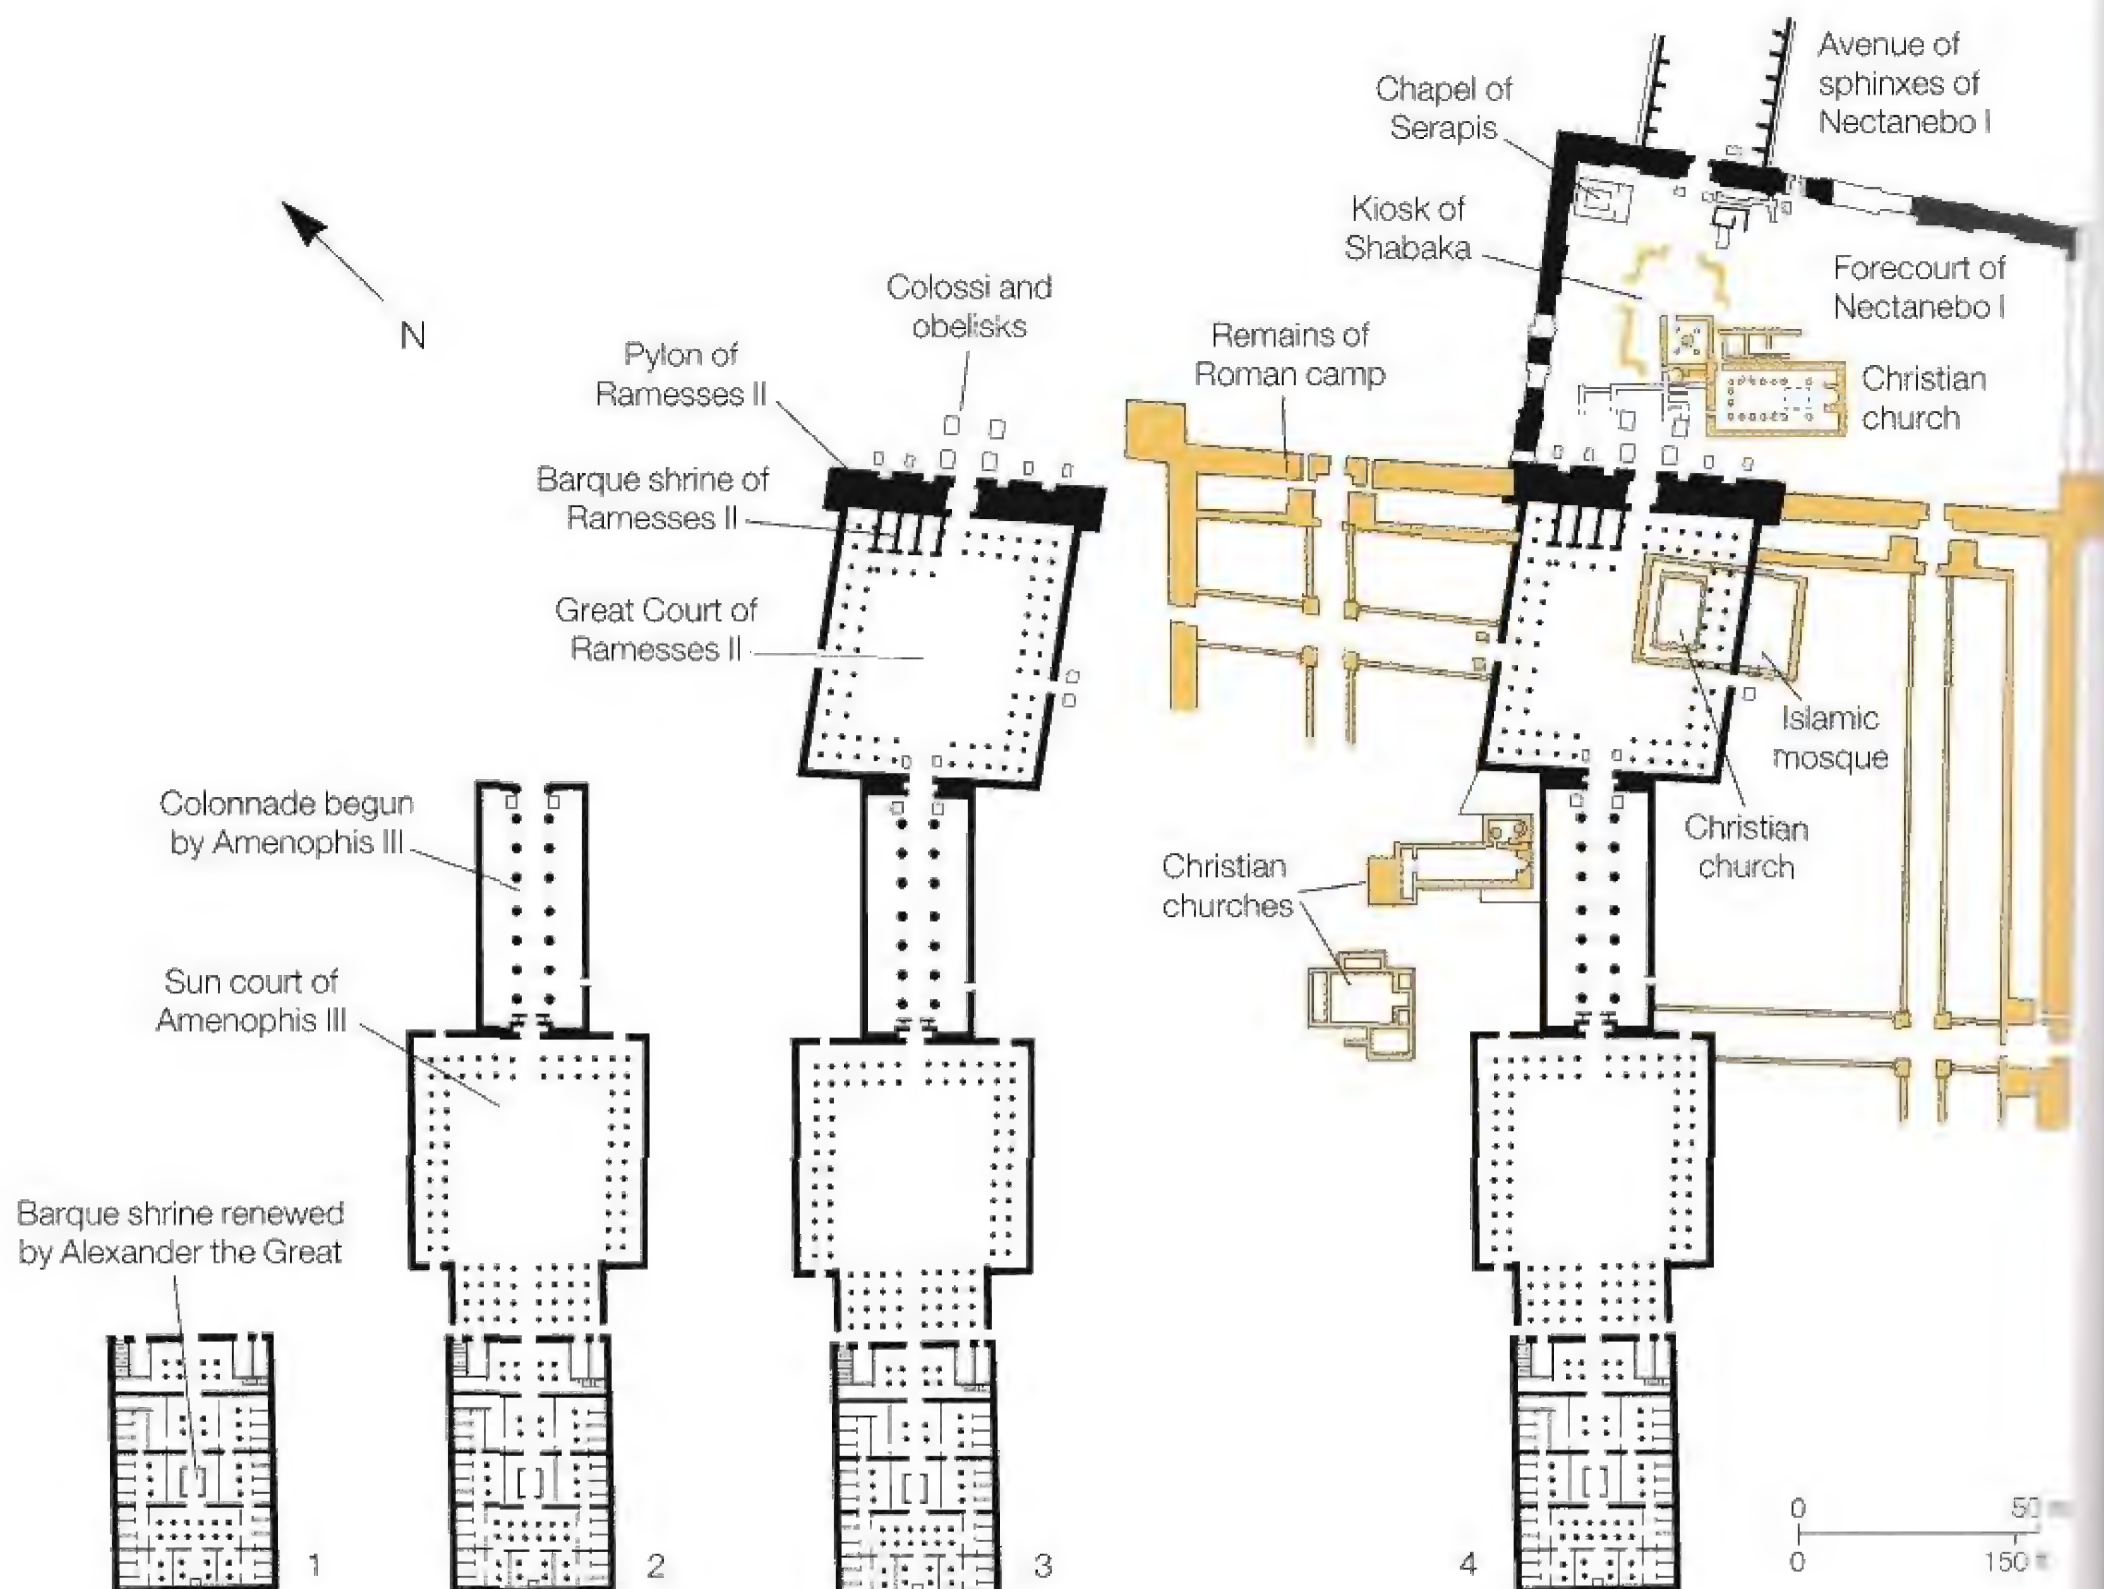 Avenue of
sphinxes of
Nectanebo I
Chapel of
Serapis
Kiosk of
Shabaka
Forecourt of
Nectanebo I
Christian
church
Remains of
Roman camp
N
Colossi and
obelisks
Pylon of
Ramesses II
Barque shrine of
Ramesses II
Great Court of
Ramesses II
Islamic
mosque
Christian
church
Colonnade begun
by Amenophis III
Christian
churches
Sun court of
Amenophis III
Barque shrine renewed
by Alexander the Great
1
2
3
4
0 50 m
0 150 ft